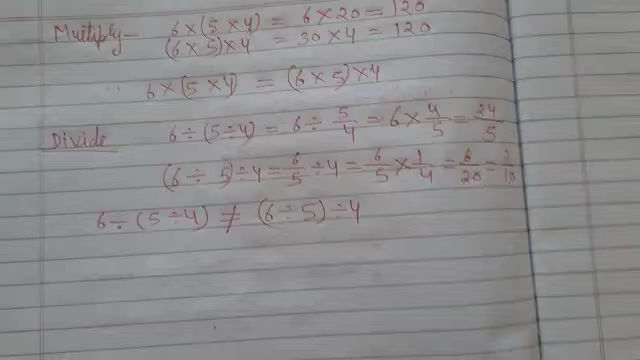 Multiply- 6 × (5 × 4) = 6 × 20 = 120
(6 × 5) × 4 = 30 × 4 = 120
6 × (5 × 4) = (6 × 5) × 4
Divide 6 ÷ (5 ÷ 4) = 6 ÷ 5/4 = 6 × 4/5 = 24/5
(6 ÷ 5) ÷ 4 = 6/5 ÷ 4 = 6/5 × 1/4 = 6/20 = 3/10
6 ÷ (5 ÷ 4) ≠ (6 ÷ 5) ÷ 4